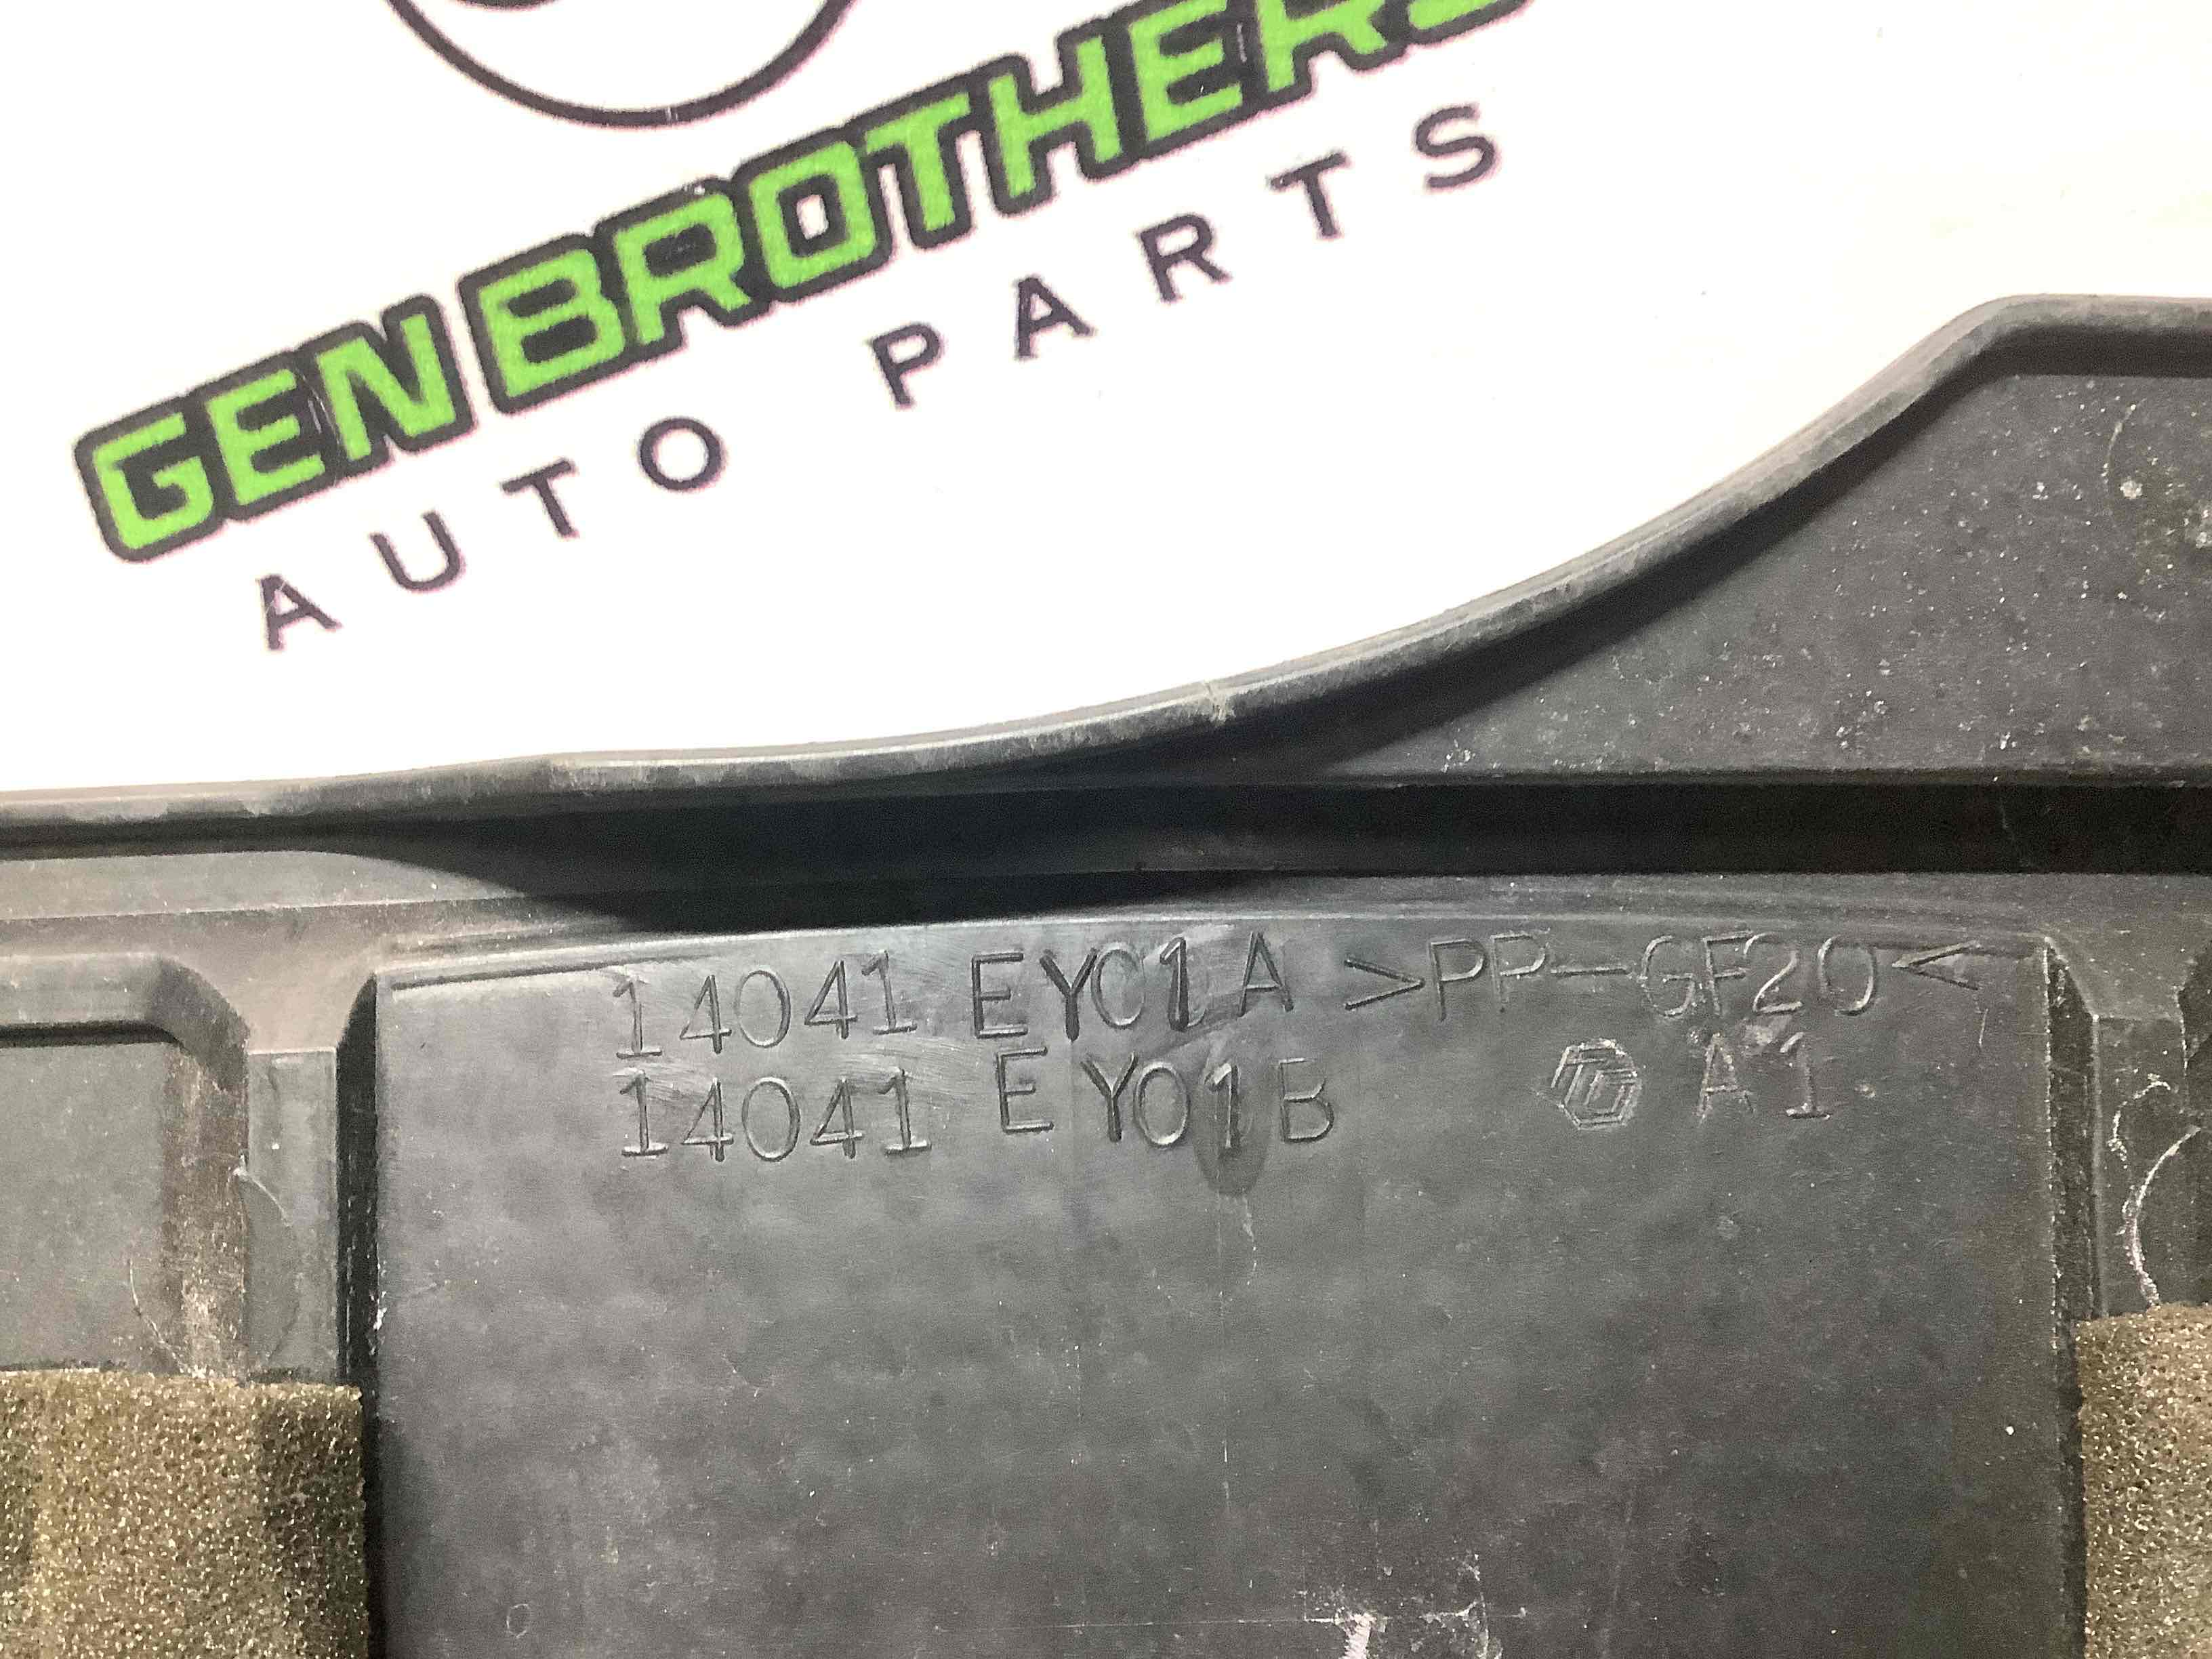 GEN BROTHERS
AUTO PARTS
14041 EY01A >PP-GF20<
14041 EY01B A1